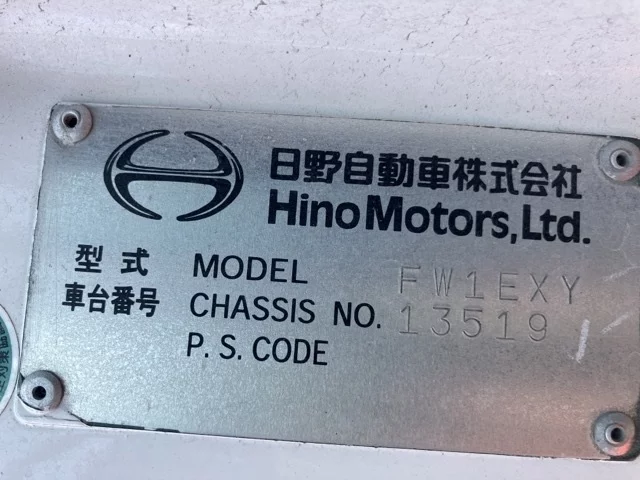 日野自動車株式会社
Hino Motors, Ltd.
型式 MODEL FW1EXY
車台番号 CHASSIS NO. 13519
P. S. CODE